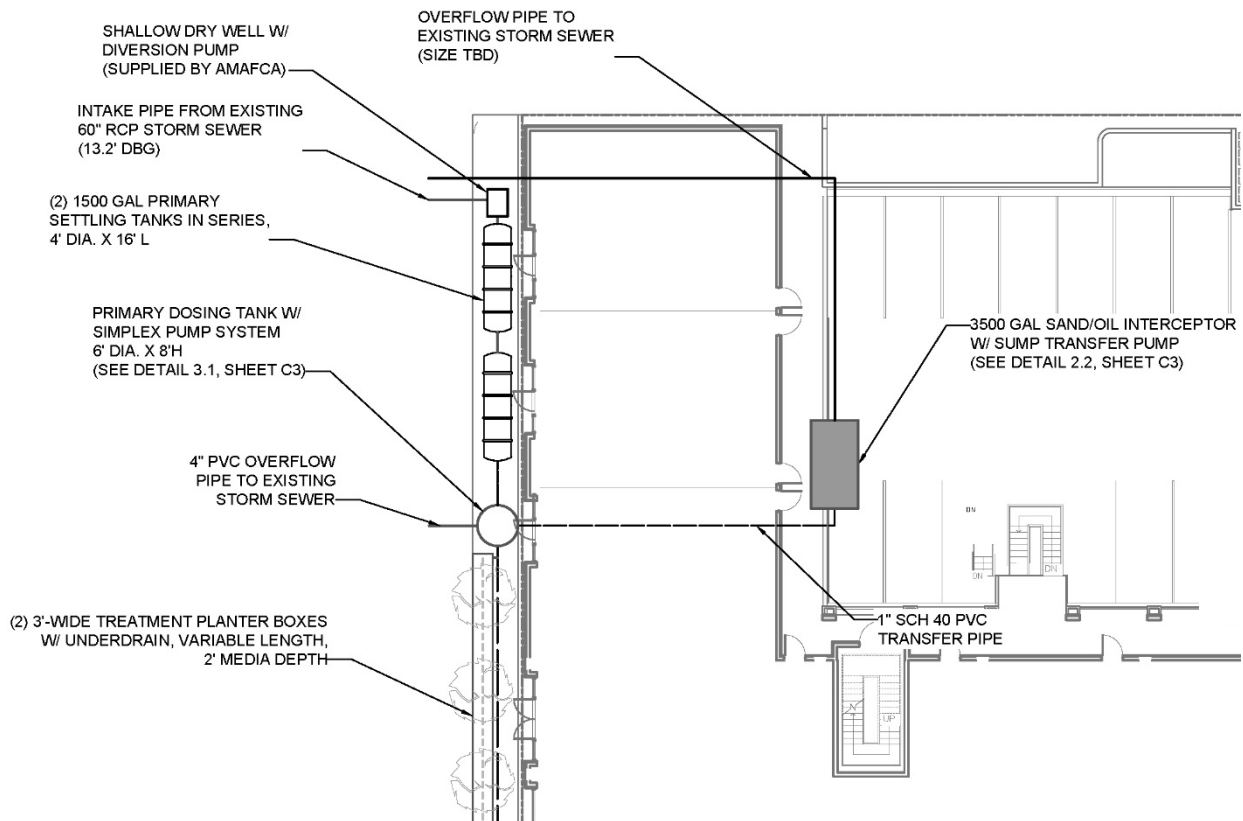 SHALLOW DRY WELL W/
DIVERSION PUMP
(SUPPLIED BY AMAFCA)
OVERFLOW PIPE TO
EXISTING STORM SEWER
(SIZE TBD)
INTAKE PIPE FROM EXISTING
60" RCP STORM SEWER
(13.2' DBG)
(2) 1500 GAL PRIMARY
SETTLING TANKS IN SERIES,
4' DIA. X 16' L
PRIMARY DOSING TANK W/
SIMPLEX PUMP SYSTEM
6' DIA. X 8'H
(SEE DETAIL 3.1, SHEET C3)
3500 GAL SAND/OIL INTERCEPTOR
W/ SUMP TRANSFER PUMP
(SEE DETAIL 2.2, SHEET C3)
4" PVC OVERFLOW
PIPE TO EXISTING
STORM SEWER
DN
DN
DN
(2) 3'-WIDE TREATMENT PLANTER BOXES
W/ UNDERDRAIN, VARIABLE LENGTH,
2' MEDIA DEPTH
1" SCH 40 PVC
TRANSFER PIPE
N
UP